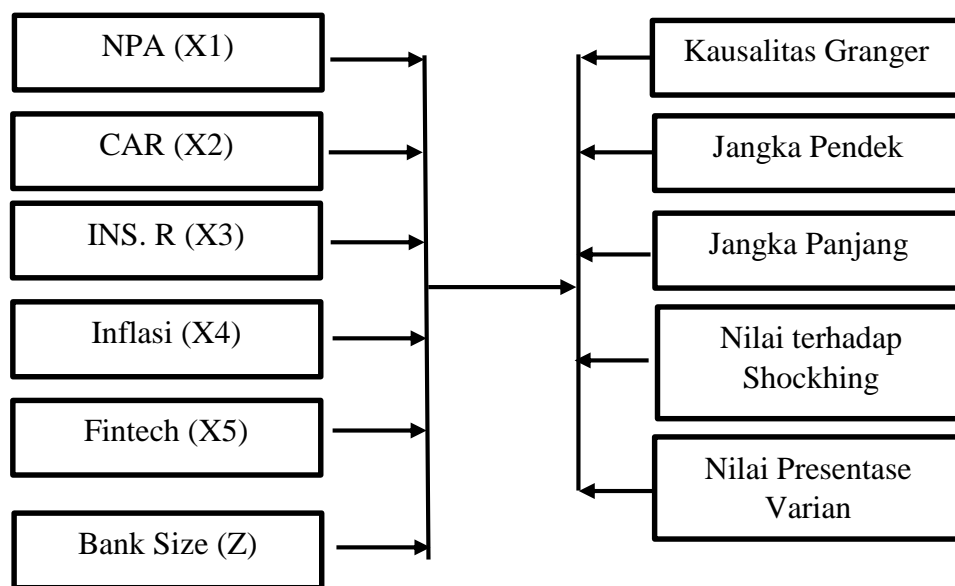 NPA (X1)
CAR (X2)
INS. R (X3)
Inflasi (X4)
Fintech (X5)
Bank Size (Z)
Kausalitas Granger
Jangka Pendek
Jangka Panjang
Nilai terhadap
Shockhing
Nilai Presentase
Varian